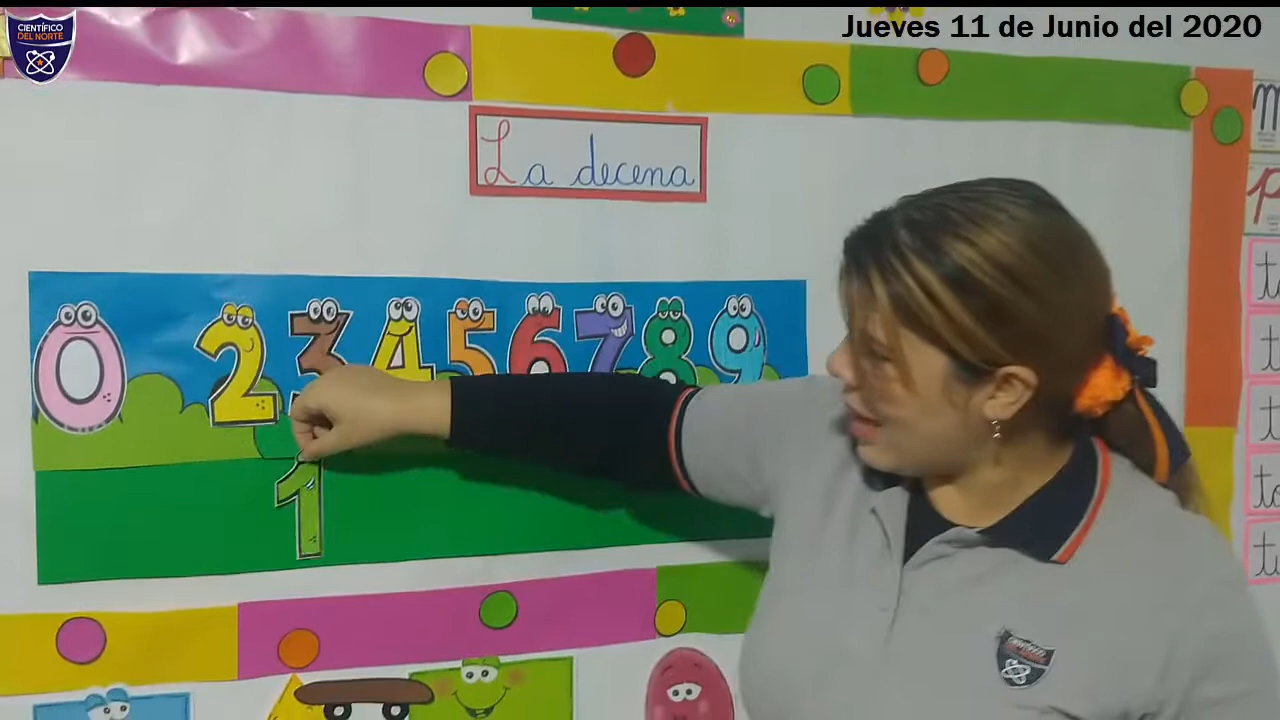 CIENTÍFICO
DEL NORTE
Jueves 11 de Junio del 2020
La decena
0 2 3 4 5 6 7 8 9
1
m
p